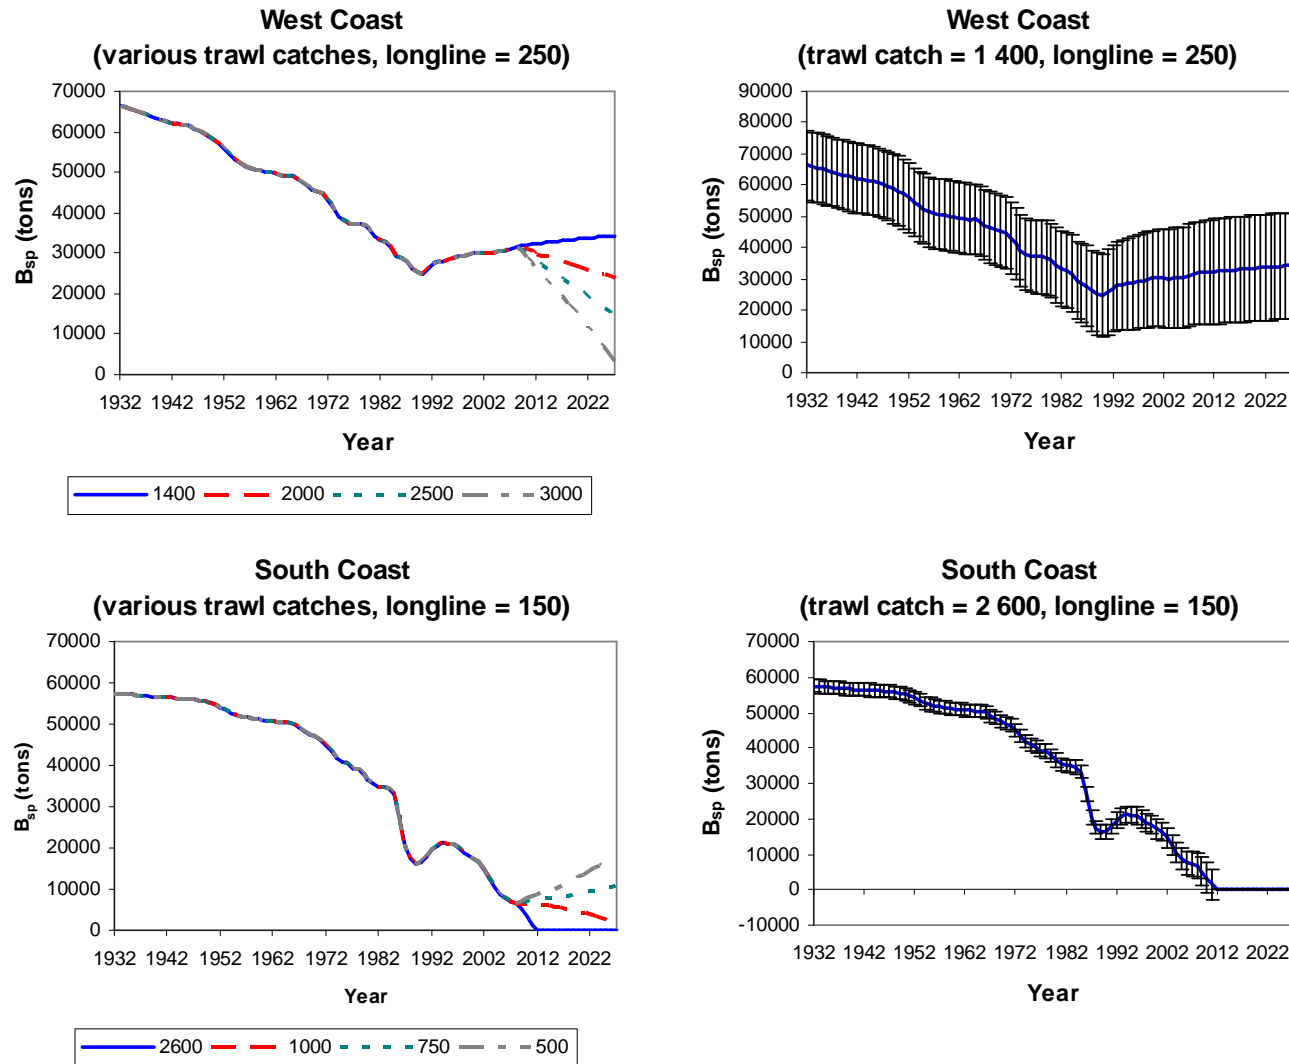 West Coast
(various trawl catches, longline = 250)
70000
60000
50000
40000
30000
20000
10000
0
Bsp (tons)
1932 1942 1952 1962 1972 1982 1992 2002 2012 2022
Year
1400 2000 2500 3000
West Coast
(trawl catch = 1 400, longline = 250)
90000
80000
70000
60000
50000
40000
30000
20000
10000
0
Bsp (tons)
1932 1942 1952 1962 1972 1982 1992 2002 2012 2022
Year
South Coast
(various trawl catches, longline = 150)
70000
60000
50000
40000
30000
20000
10000
0
Bsp (tons)
1932 1942 1952 1962 1972 1982 1992 2002 2012 2022
Year
2600 1000 750 500
South Coast
(trawl catch = 2 600, longline = 150)
70000
60000
50000
40000
30000
20000
10000
0
-10000
Bsp (tons)
1932 1942 1952 1962 1972 1982 1992 2002 2012 2022
Year